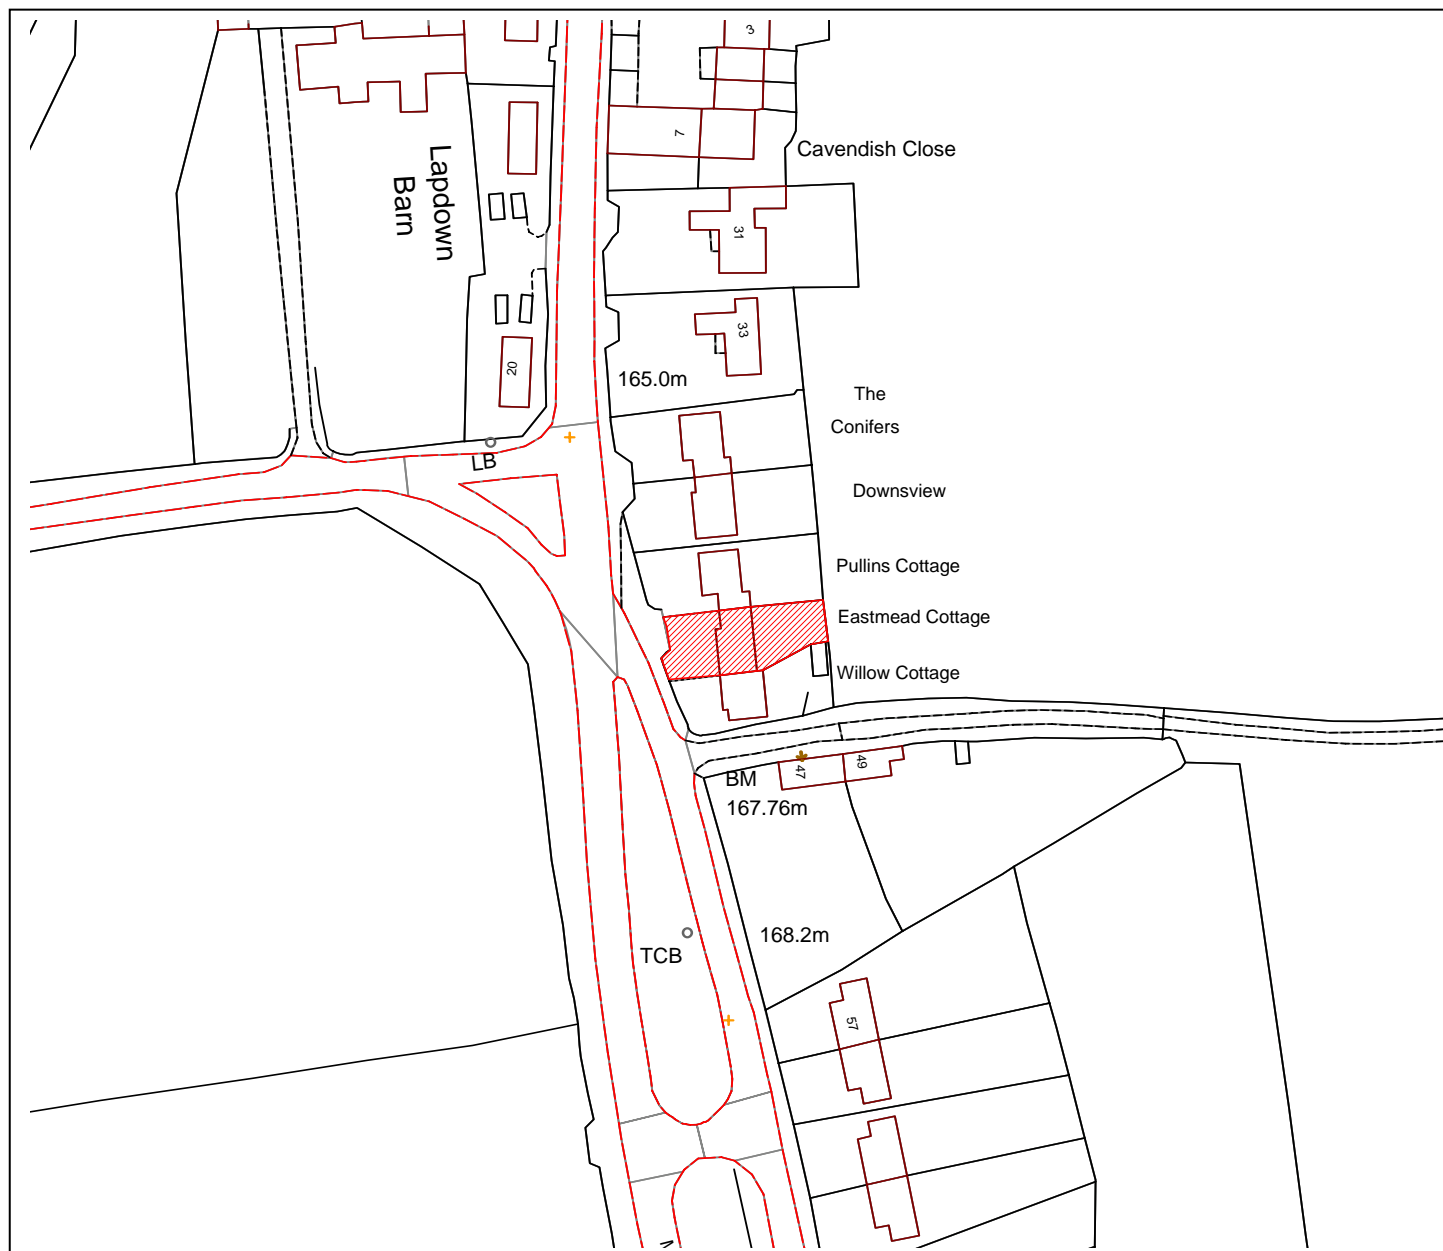 3
7
Cavendish Close
Lapdown
Barn
31
33
20
165.0m
The
Conifers
LB
Downsview
Pullins Cottage
Eastmead Cottage
Willow Cottage
47
49
BM
167.76m
168.2m
TCB
57